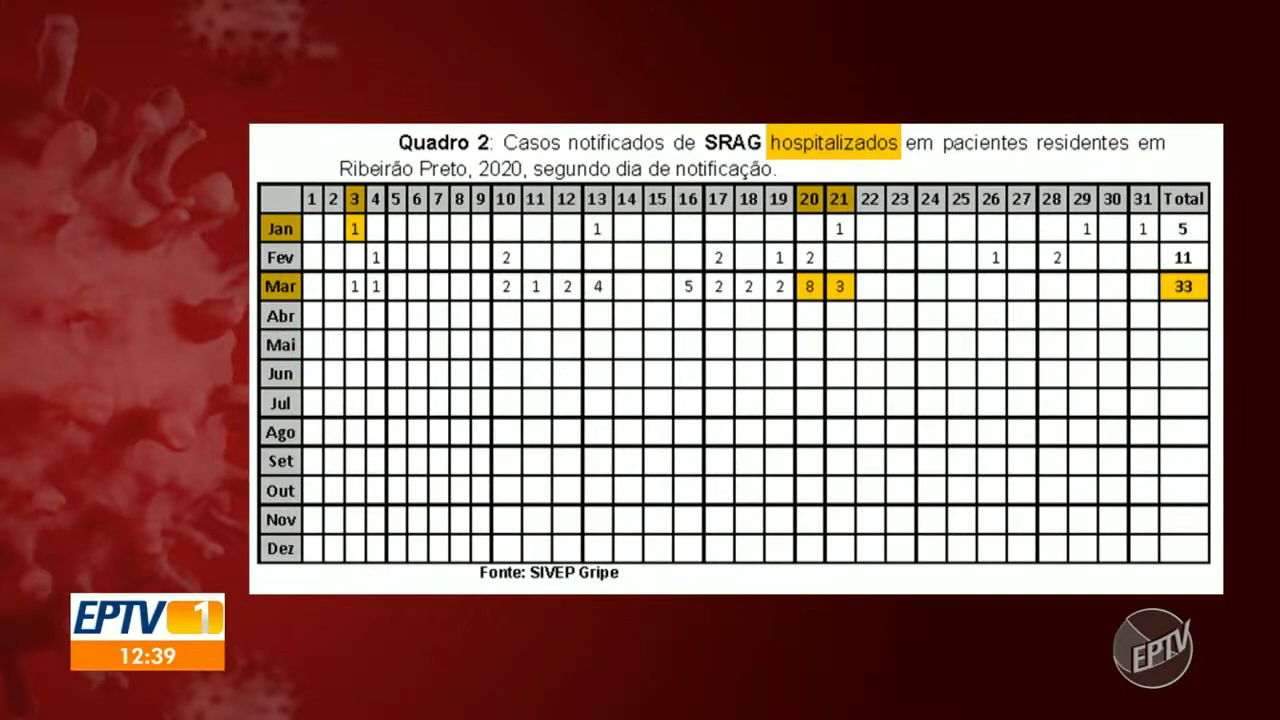 Quadro 2: Casos notificados de SRAG hospitalizados em pacientes residentes em
Ribeirão Preto, 2020, segundo dia de notificação.
1 2 3 4 5 6 7 8 9 10 11 12 13 14 15 16 17 18 19 20 21 22 23 24 25 26 27 28 29 30 31 Total
Jan 1 1 1 1 1 5
Fev 1 2 2 1 2 1 2 11
Mar 1 1 2 1 2 4 5 2 2 2 8 3 33
Abr
Mai
Jun
Jul
Ago
Set
Out
Nov
Dez
Fonte: SIVEP Gripe
EPTV 1
12:39
EPTV